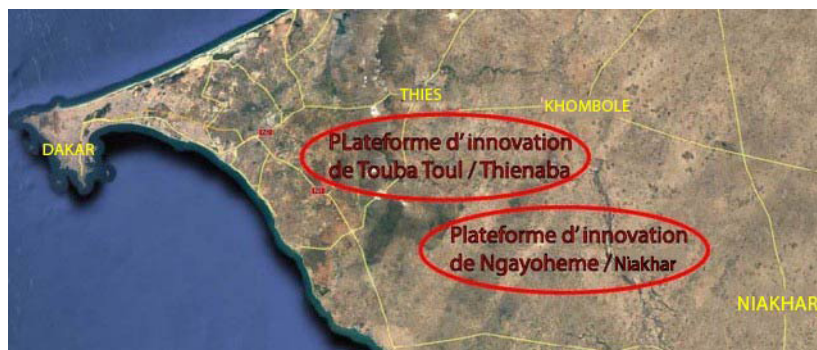 THIES
KHOMBOLE
DAKAR
PLateforme d' innovation
de Touba Toul / Thienaba
Plateforme d' innovation
de Ngayoheme / Niakhar
NIAKHAR